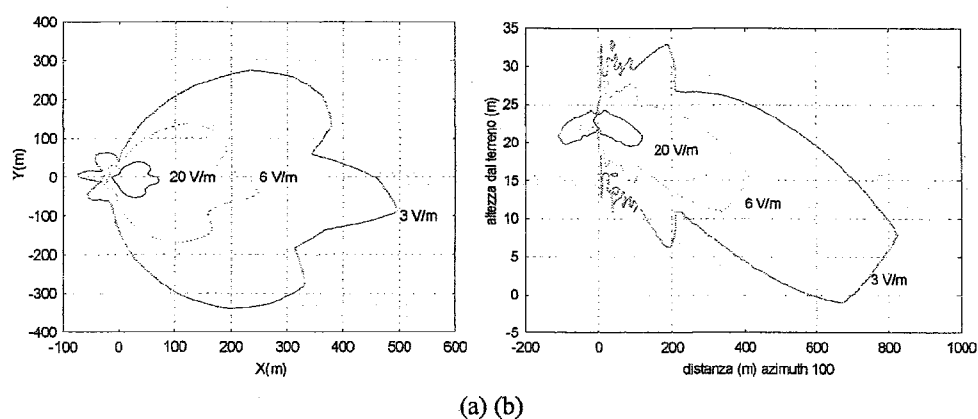 400
300
200
100
0
-100
-200
-300
-400
Y(m)
20 V/m
6 V/m
3 V/m
-100 0 100 200 300 400 500 600
X(m)
35
30
25
20
15
10
5
0
-5
altezza dal terreno (m)
20 V/m
6 V/m
3 V/m
-200 0 200 400 600 800 1000
distanza (m) azimuth 100
(a) (b)